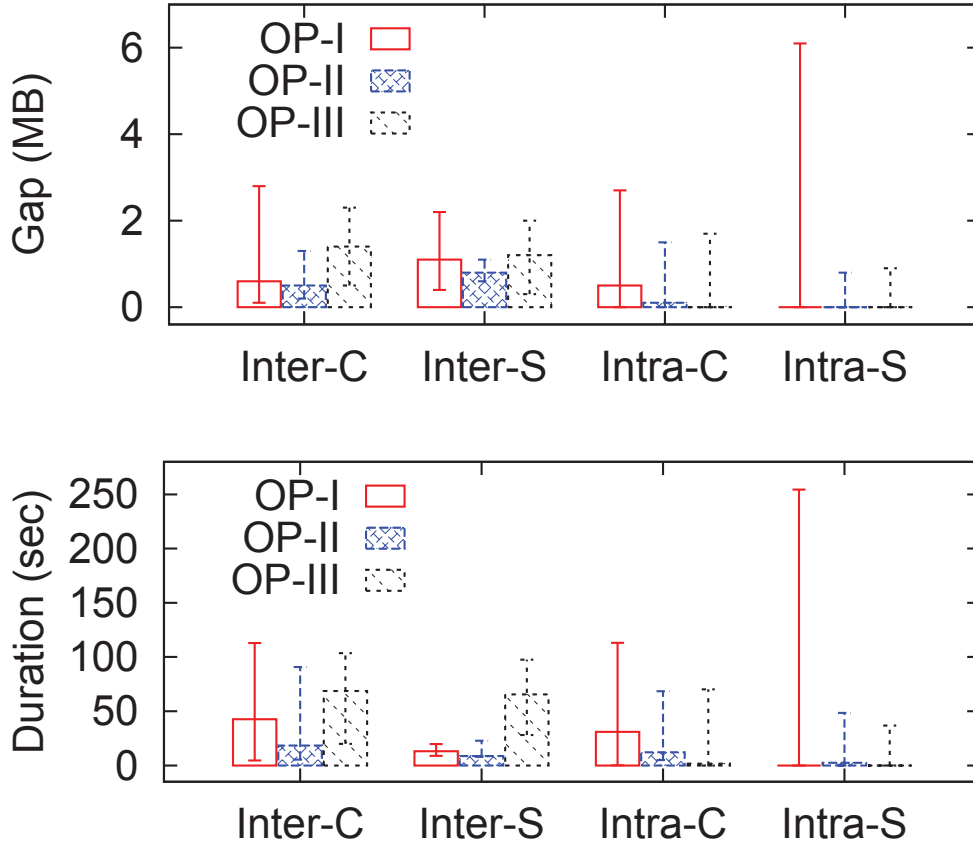 Gap (MB)
6
4
2
0
OP-I
OP-II
OP-III
Inter-C Inter-S Intra-C Intra-S
Duration (sec)
250
200
150
100
50
0
OP-I
OP-II
OP-III
Inter-C Inter-S Intra-C Intra-S